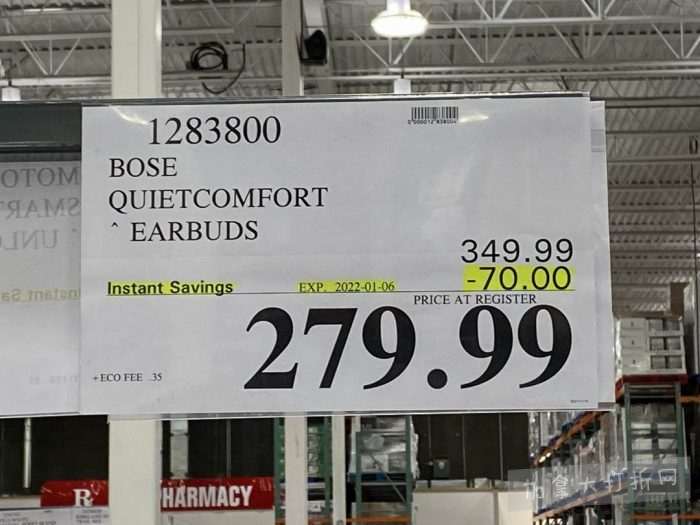 1283800
BOSE
QUIETCOMFORT
^ EARBUDS
349.99
Instant Savings EXP. 2022-01-06 -70.00
PRICE AT REGISTER
279.99
+ECO FEE .35
R
PHARMACY
加拿大打折网